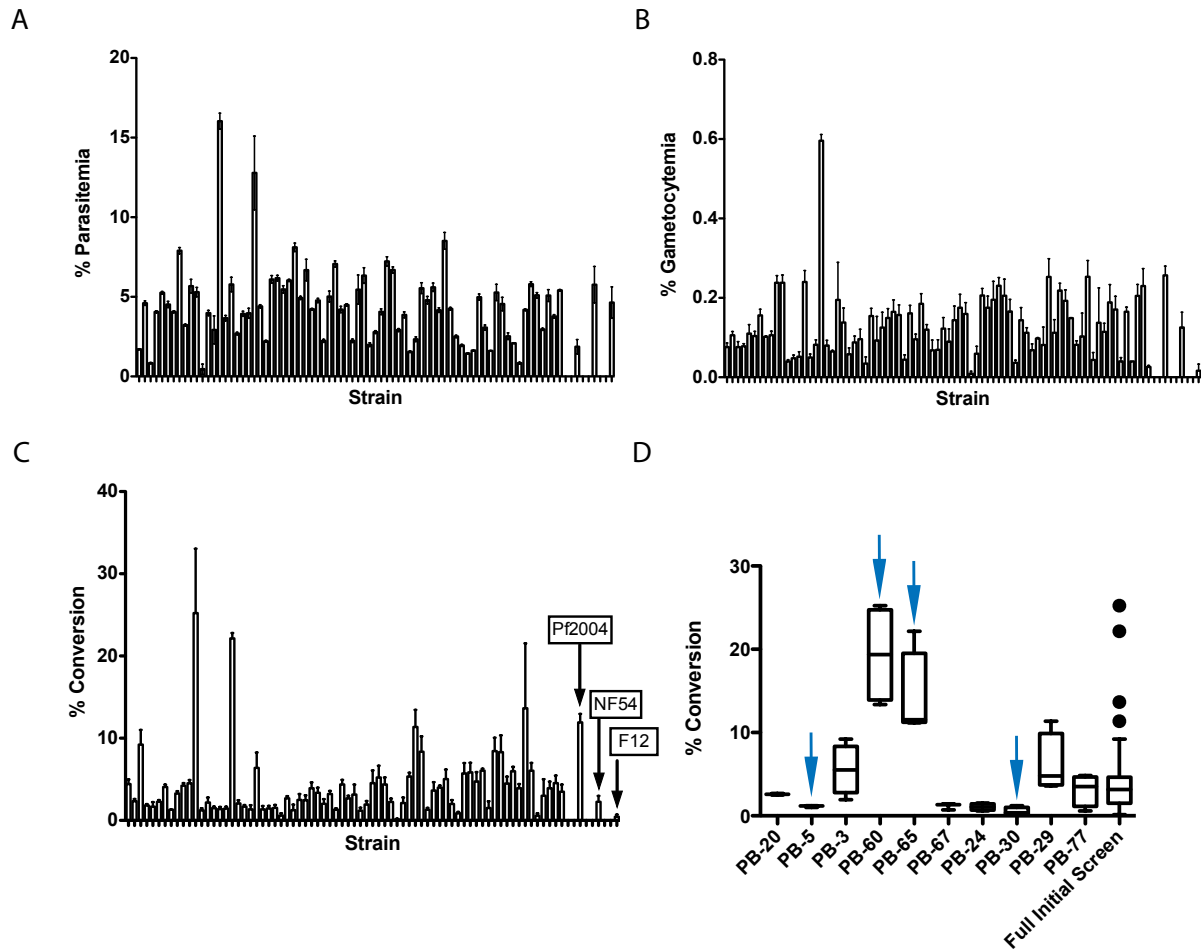 A
B
20
15
10
5
0
% Parasitemia
Strain
0.8
0.6
0.4
0.2
0.0
% Gametocytemia
Strain
C
D
40
30
20
10
0
% Conversion
Pf2004
NF54
F12
Strain
30
20
10
0
% Conversion
PB-20
PB-5
PB-3
PB-60
PB-65
PB-67
PB-24
PB-30
PB-29
PB-77
Full Initial Screen